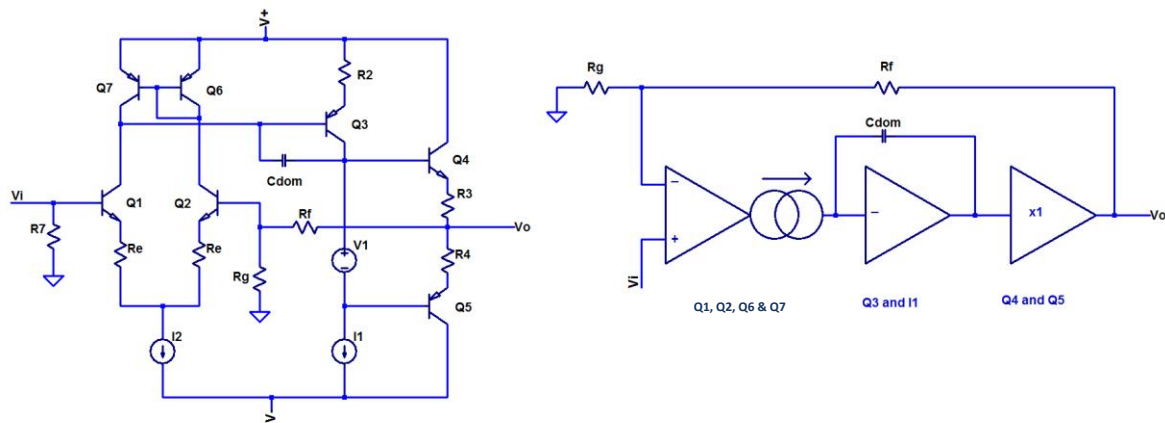 V+
Q7
Q6
R2
Q3
Cdom
Q4
Vi
Q1
Q2
R3
R7
Re
Re
Rf
Vo
Rg
V1
+
−
R4
Q5
I2
I1
V
Rg
Rf
Cdom
−
+
−
x1
Vo
Vi
Q1, Q2, Q6 & Q7
Q3 and I1
Q4 and Q5